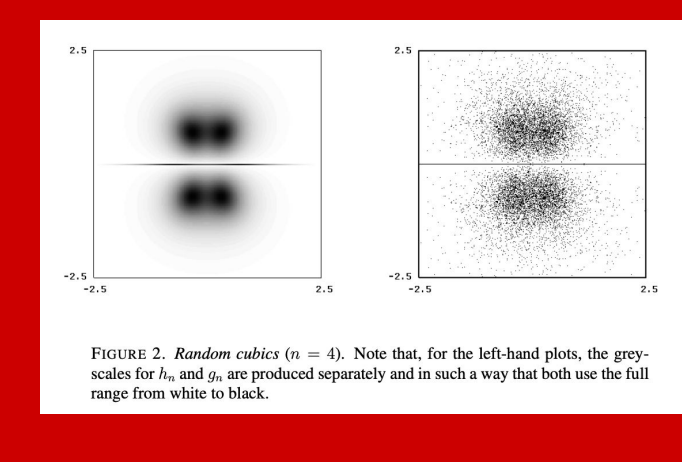 2.5
2.5
-2.5
-2.5
-2.5
2.5
-2.5
2.5
FIGURE 2. Random cubics (n = 4). Note that, for the left-hand plots, the grey-
scales for hₙ and gₙ are produced separately and in such a way that both use the full
range from white to black.